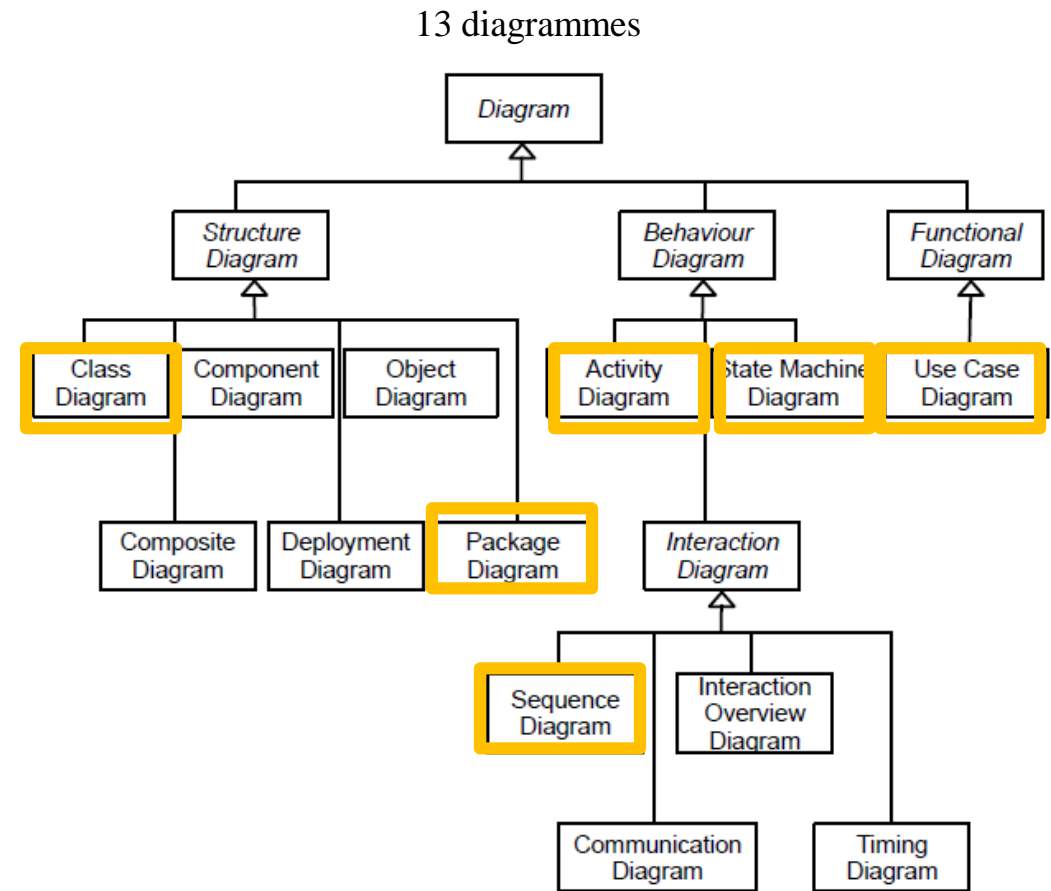 13 diagrammes
Diagram
Structure
Diagram
Behaviour
Diagram
Functional
Diagram
Class
Diagram
Component
Diagram
Object
Diagram
Activity
Diagram
State Machine
Diagram
Use Case
Diagram
Composite
Diagram
Deployment
Diagram
Package
Diagram
Interaction
Diagram
Sequence
Diagram
Interaction
Overview
Diagram
Communication
Diagram
Timing
Diagram